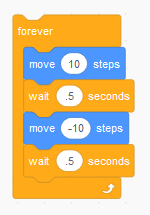 forever
move 10 steps
wait .5 seconds
move -10 steps
wait .5 seconds